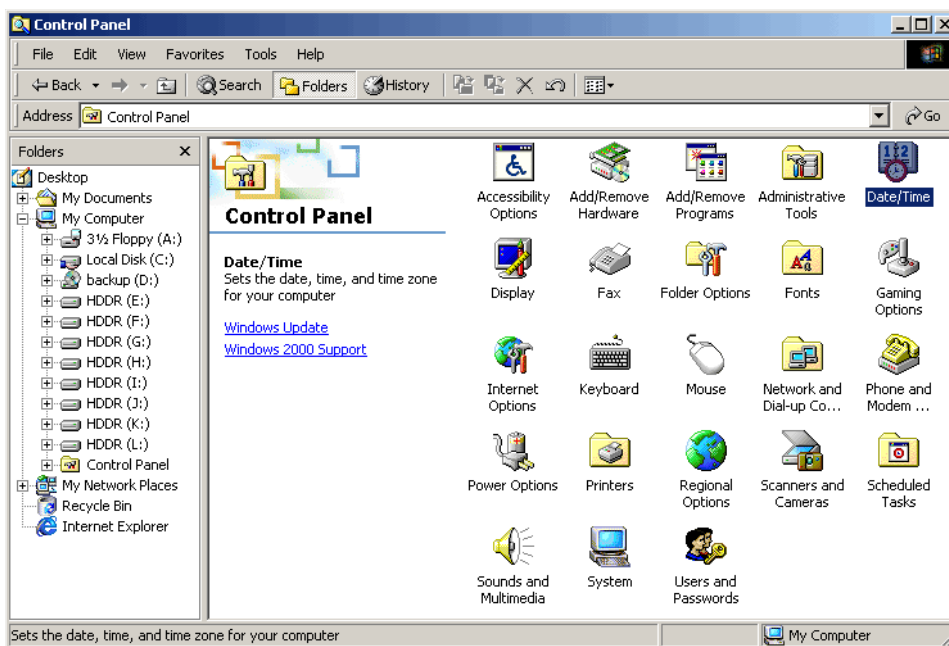 Control Panel
File Edit View Favorites Tools Help
Back Search Folders History
Address Control Panel Go
Folders
Desktop
My Documents
My Computer
3½ Floppy (A:)
Local Disk (C:)
backup (D:)
HDDR (E:)
HDDR (F:)
HDDR (G:)
HDDR (H:)
HDDR (I:)
HDDR (J:)
HDDR (K:)
HDDR (L:)
Control Panel
My Network Places
Recycle Bin
Internet Explorer
Control Panel
Date/Time
Sets the date, time, and time zone
for your computer
Windows Update
Windows 2000 Support
Accessibility
Options
Add/Remove
Hardware
Add/Remove
Programs
Administrative
Tools
Date/Time
Display
Fax
Folder Options
Fonts
Gaming
Options
Internet
Options
Keyboard
Mouse
Network and
Dial-up Co...
Phone and
Modem ...
Power Options
Printers
Regional
Options
Scanners and
Cameras
Scheduled
Tasks
Sounds and
Multimedia
System
Users and
Passwords
Sets the date, time, and time zone for your computer
My Computer